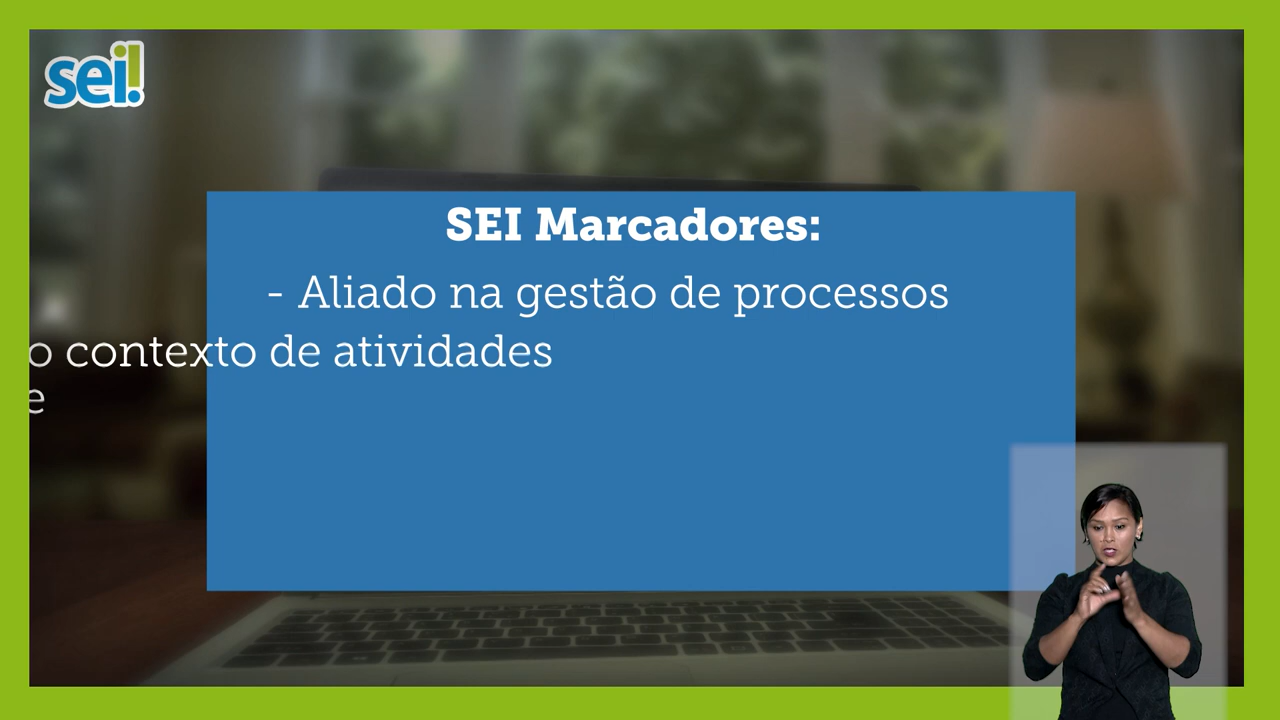 sei!
SEI Marcadores:
- Aliado na gestão de processos
o contexto de atividades
e